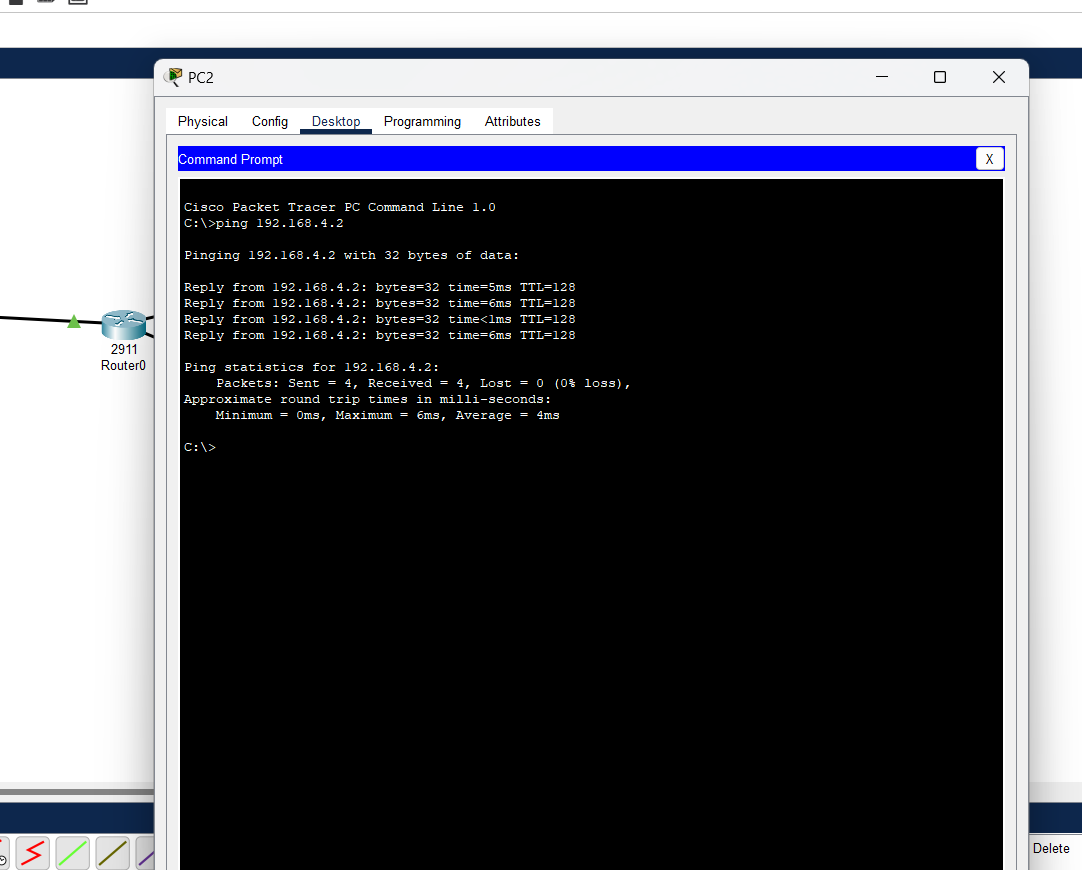 PC2
Physical Config Desktop Programming Attributes
Command Prompt
X
Cisco Packet Tracer PC Command Line 1.0
C:\>ping 192.168.4.2
Pinging 192.168.4.2 with 32 bytes of data:
Reply from 192.168.4.2: bytes=32 time=5ms TTL=128
Reply from 192.168.4.2: bytes=32 time=6ms TTL=128
Reply from 192.168.4.2: bytes=32 time<1ms TTL=128
Reply from 192.168.4.2: bytes=32 time=6ms TTL=128
Ping statistics for 192.168.4.2:
Packets: Sent = 4, Received = 4, Lost = 0 (0% loss),
Approximate round trip times in milli-seconds:
Minimum = 0ms, Maximum = 6ms, Average = 4ms
C:\>
2911
Router0
Delete